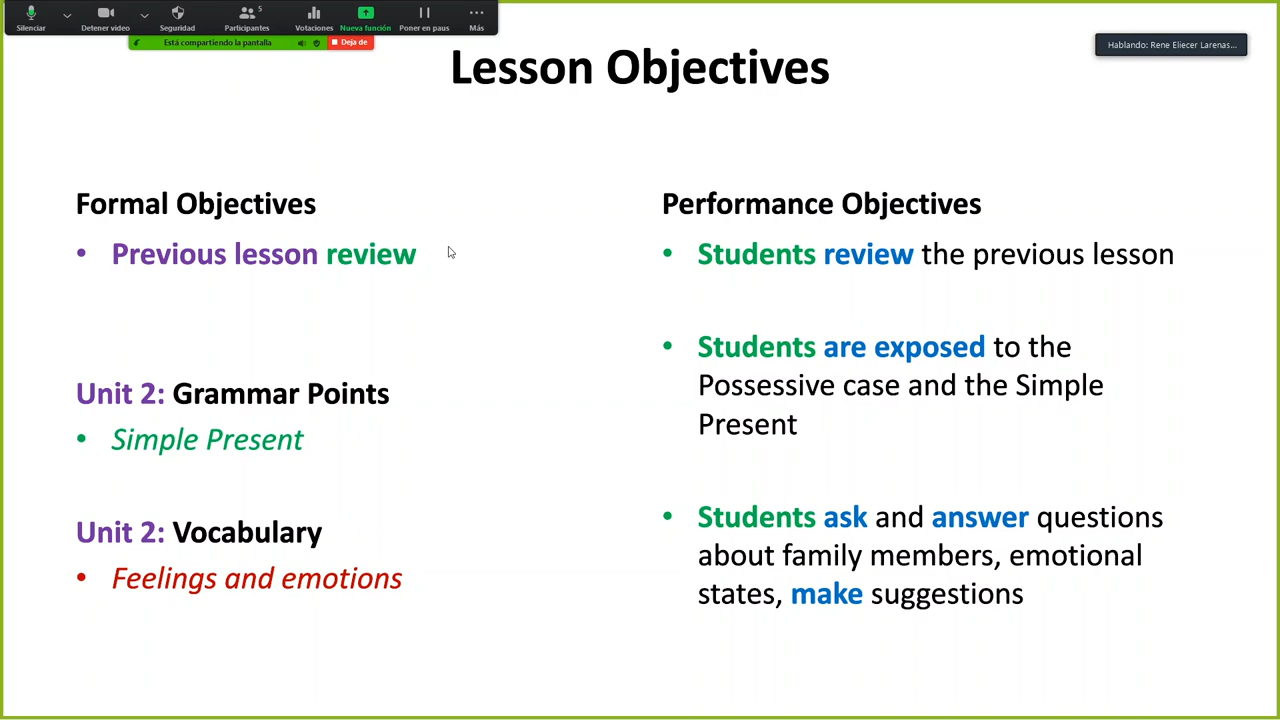 Silenciar
Detener video
Seguridad
Participantes
5
Votaciones
Nueva función
Poner en paus
Más
Está compartiendo la pantalla
Deja de
Hablando: Rene Eliecer Larenas...
Lesson Objectives
Formal Objectives
• Previous lesson review
Unit 2: Grammar Points
• Simple Present
Unit 2: Vocabulary
• Feelings and emotions
Performance Objectives
• Students review the previous lesson
• Students are exposed to the
Possessive case and the Simple
Present
• Students ask and answer questions
about family members, emotional
states, make suggestions